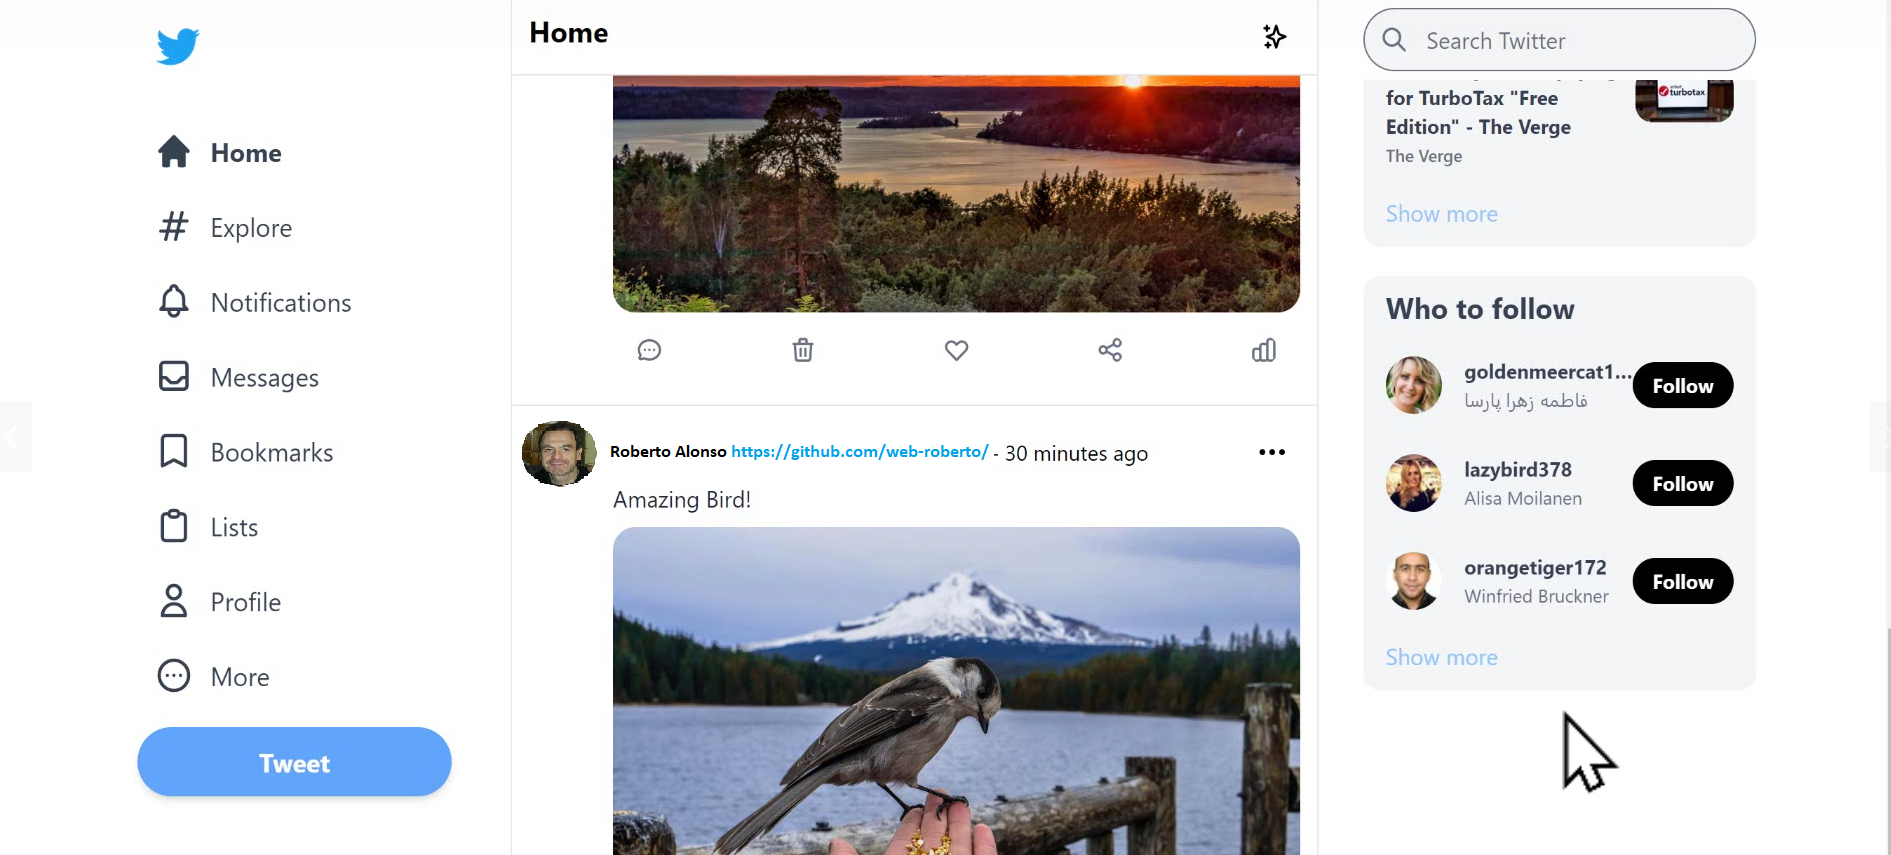 Home
Explore
Notifications
Messages
Bookmarks
Lists
Profile
More
Tweet
Home
Roberto Alonso https://github.com/web-roberto/ - 30 minutes ago
Amazing Bird!
Search Twitter
for TurboTax "Free
Edition" - The Verge
The Verge
turbotax
Show more
Who to follow
goldenmeercat1...
فاطمه زهرا پارسا
Follow
lazybird378
Alisa Moilanen
Follow
orangetiger172
Winfried Bruckner
Follow
Show more